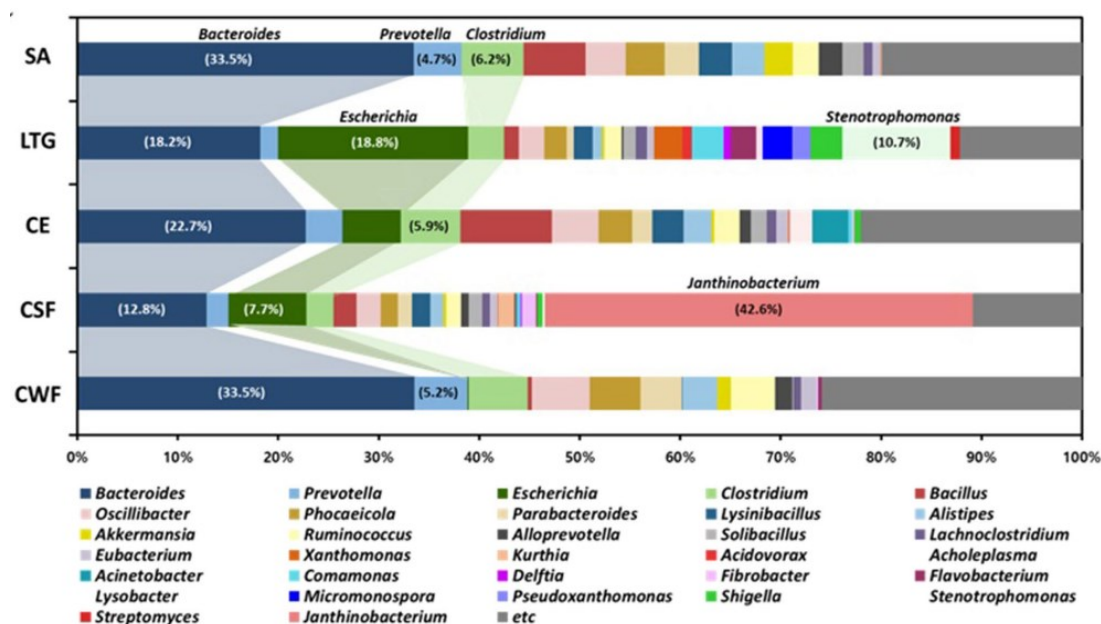 Bacteroides Prevotella Clostridium
SA (33.5%) (4.7%) (6.2%)
Escherichia Stenotrophomonas
LTG (18.2%) (18.8%) (10.7%)
CE (22.7%) (5.9%)
Janthinobacterium
CSF (12.8%) (7.7%) (42.6%)
CWF (33.5%) (5.2%)
0% 10% 20% 30% 40% 50% 60% 70% 80% 90% 100%
Bacteroides Prevotella Escherichia Clostridium Bacillus
Oscillibacter Phocaeicola Parabacteroides Lysinibacillus Alistipes
Akkermansia Ruminococcus Alloprevotella Solibacillus Lachnoclostridium
Eubacterium Xanthomonas Kurthia Acidovorax Acholeplasma
Acinetobacter Comamonas Delftia Fibrobacter Flavobacterium
Lysobacter Micromonospora Pseudoxanthomonas Shigella Stenotrophomonas
Streptomyces Janthinobacterium etc